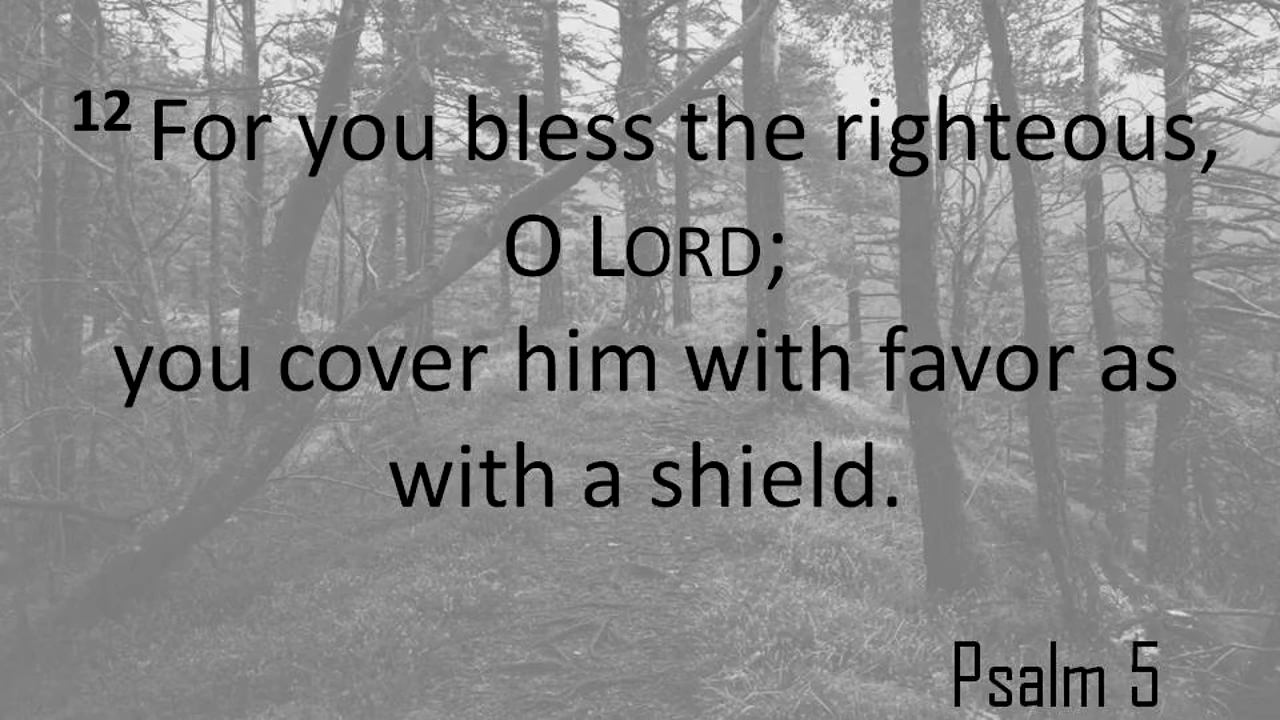 12 For you bless the righteous,
O LORD;
you cover him with favor as
with a shield.
Psalm 5